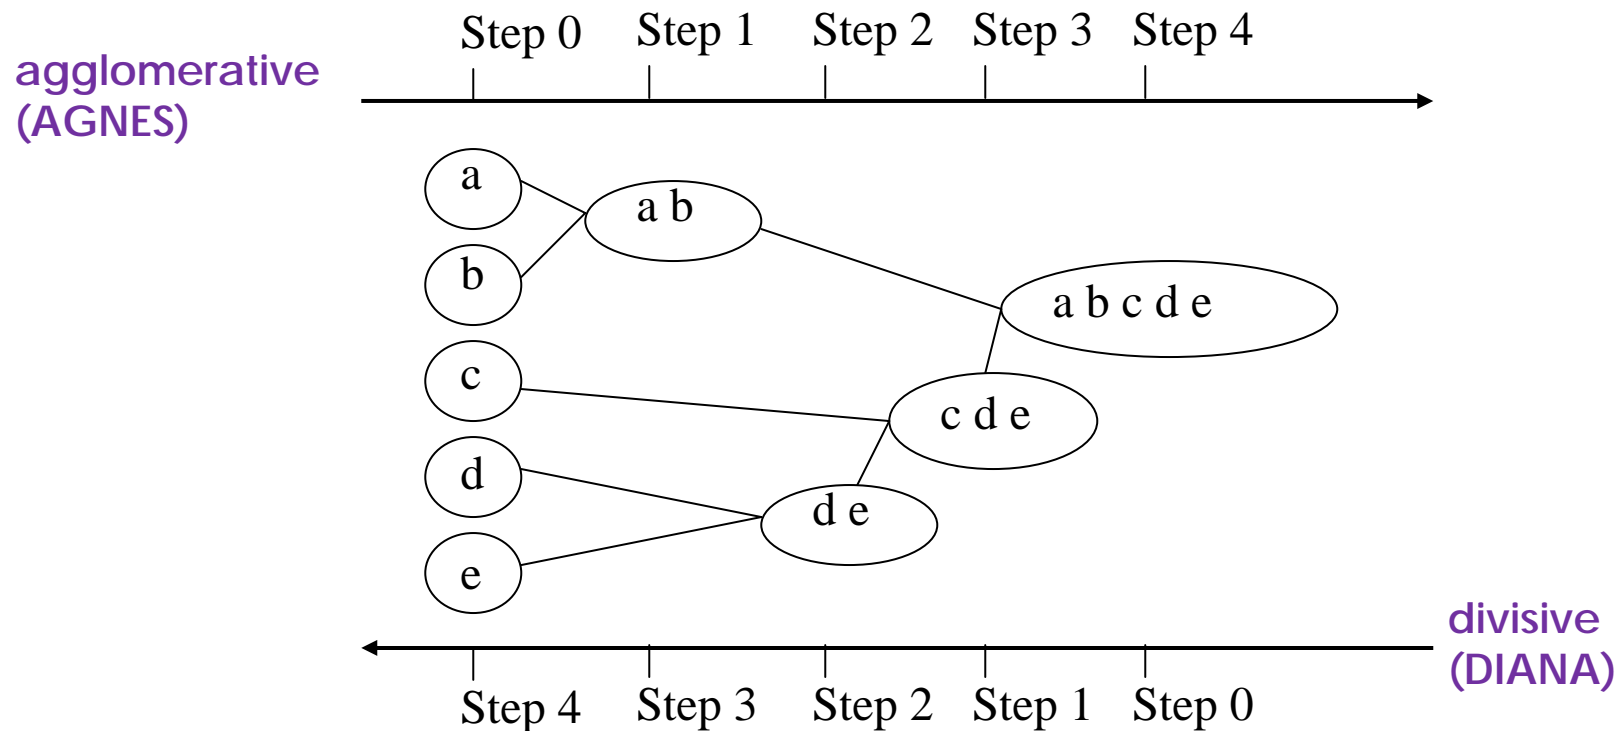 Step 0 Step 1 Step 2 Step 3 Step 4
agglomerative
(AGNES)
a
a b
b
a b c d e
c
c d e
d
d e
e
divisive
(DIANA)
Step 4 Step 3 Step 2 Step 1 Step 0